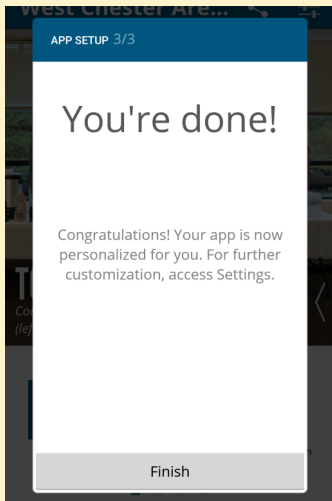 West Chester Are...
APP SETUP 3/3
You're done!
Congratulations! Your app is now
personalized for you. For further
customization, access Settings.
(lef
Finish